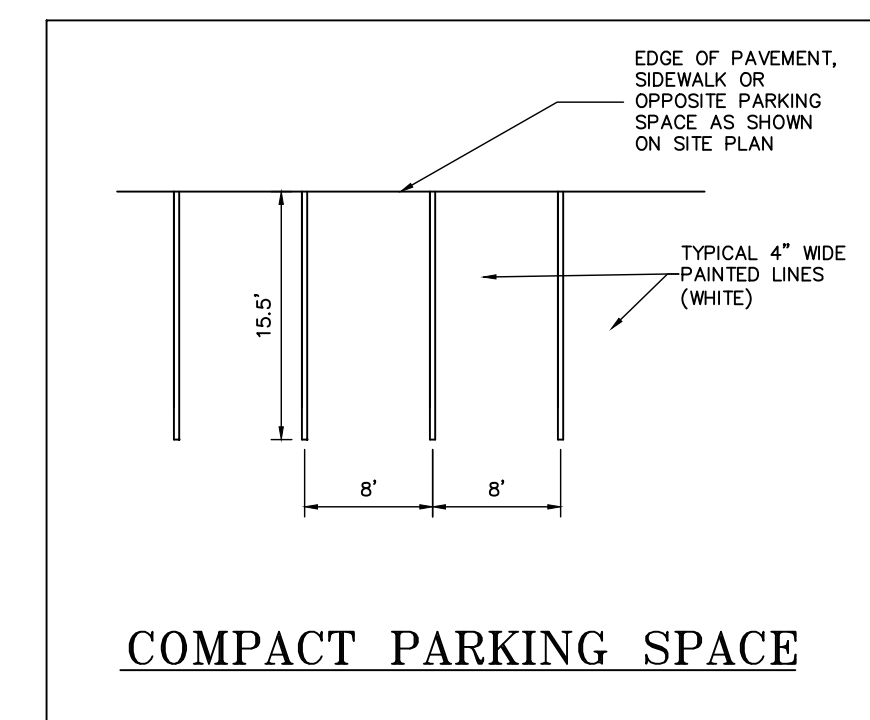 EDGE OF PAVEMENT,
SIDEWALK OR
OPPOSITE PARKING
SPACE AS SHOWN
ON SITE PLAN
TYPICAL 4" WIDE
PAINTED LINES
(WHITE)
15.5'
8'
8'
COMPACT PARKING SPACE